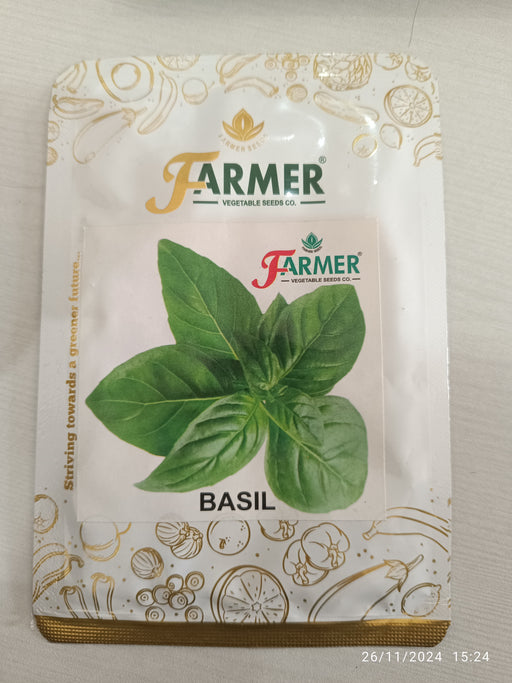 FARMER SEEDS
FARMER®
VEGETABLE SEEDS CO.
FARMER®
VEGETABLE SEEDS CO.
Striving towards a greener future...
BASIL
26/11/2024 15:24